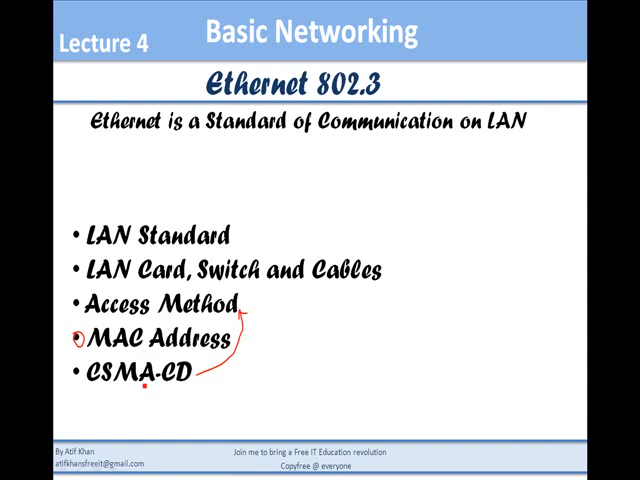 Lecture 4
Basic Networking
Ethernet 802.3
Ethernet is a Standard of Communication on LAN
• LAN Standard
• LAN Card, Switch and Cables
• Access Method
• MAC Address
• CSMA-CD
By Atif Khan
atifkhansfreeit@gmail.com
Join me to bring a Free IT Education revolution
Copyfree @ everyone